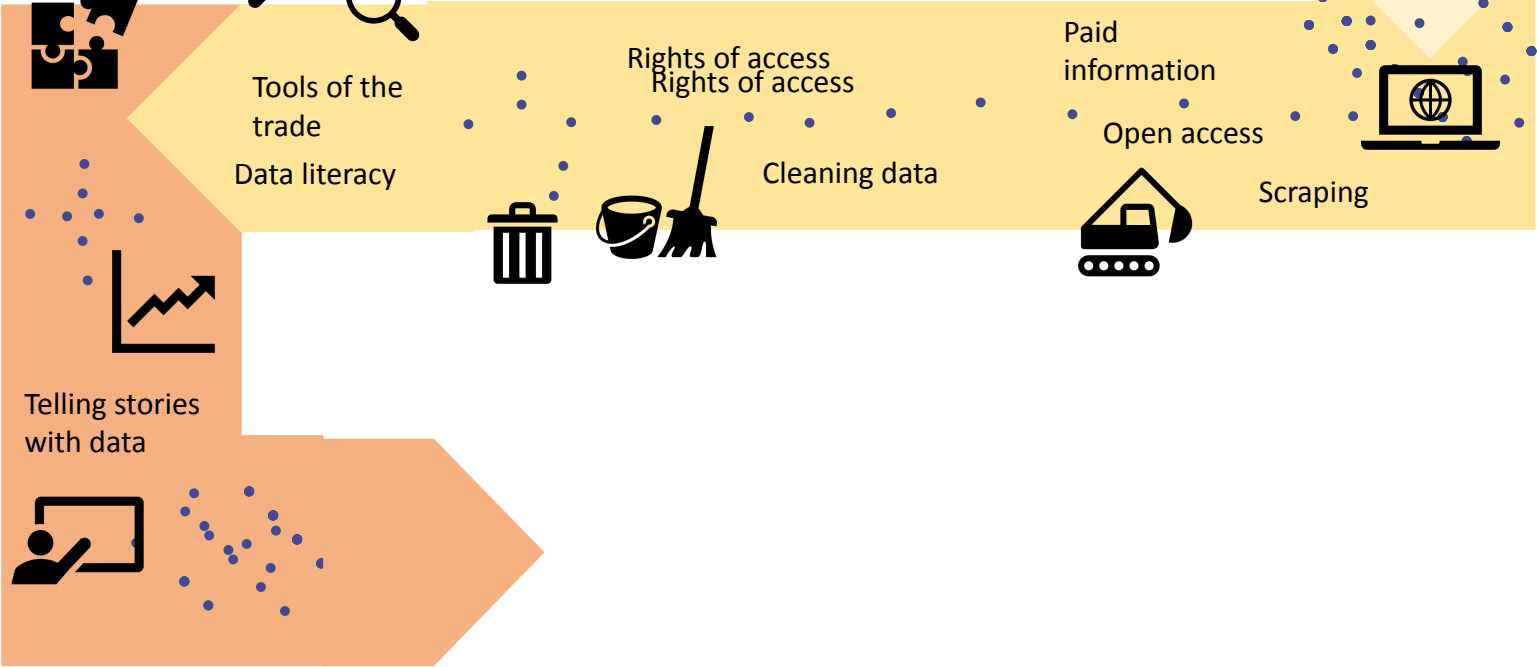 Tools of the
trade
Data literacy
Rights of access
Rights of access
Cleaning data
Paid
information
Open access
Scraping
Telling stories
with data